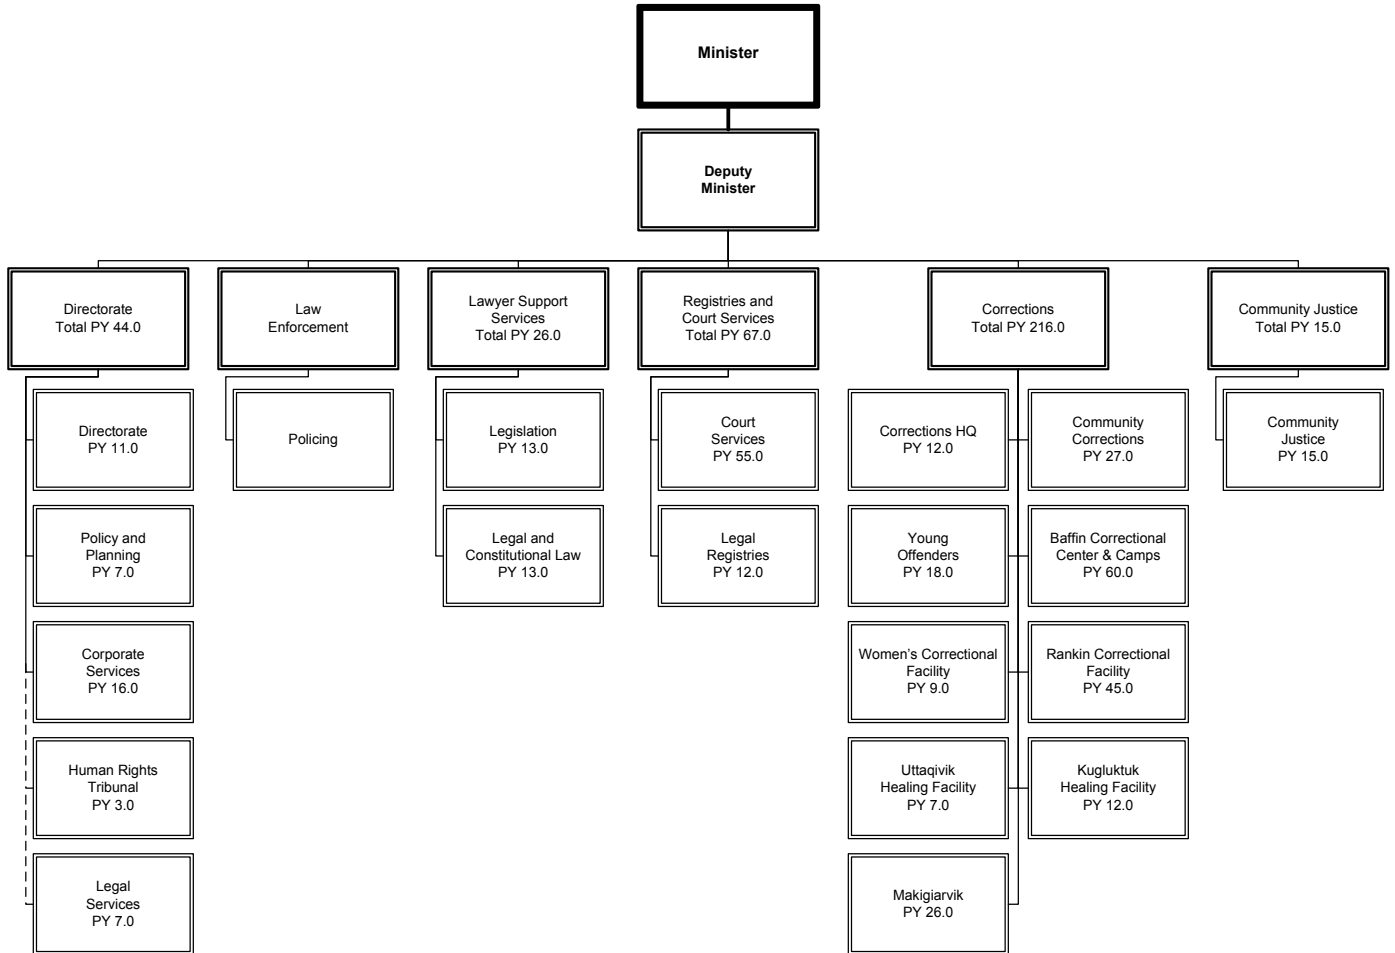 Minister
Deputy
Minister
Directorate
Total PY 44.0
Law
Enforcement
Lawyer Support
Services
Total PY 26.0
Registries and
Court Services
Total PY 67.0
Corrections
Total PY 216.0
Community Justice
Total PY 15.0
Directorate
PY 11.0
Policy and
Planning
PY 7.0
Corporate
Services
PY 16.0
Human Rights
Tribunal
PY 3.0
Legal
Services
PY 7.0
Policing
Legislation
PY 13.0
Legal and
Constitutional Law
PY 13.0
Court
Services
PY 55.0
Legal
Registries
PY 12.0
Corrections HQ
PY 12.0
Young
Offenders
PY 18.0
Women's Correctional
Facility
PY 9.0
Uttaqivik
Healing Facility
PY 7.0
Makigiarvik
PY 26.0
Community
Corrections
PY 27.0
Baffin Correctional
Center & Camps
PY 60.0
Rankin Correctional
Facility
PY 45.0
Kugluktuk
Healing Facility
PY 12.0
Community
Justice
PY 15.0